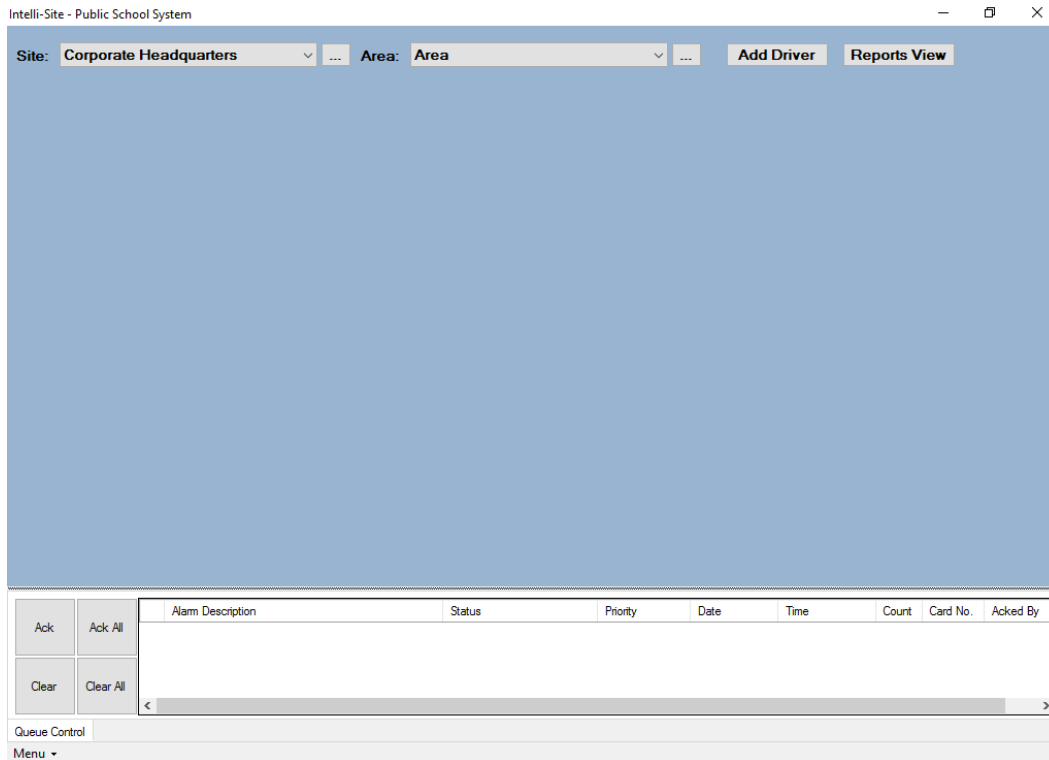 Intelli-Site - Public School System
Site: Corporate Headquarters ... Area: Area ... Add Driver Reports View
Alarm Description Status Priority Date Time Count Card No. Acked By
Ack Ack All
Clear Clear All
Queue Control
Menu